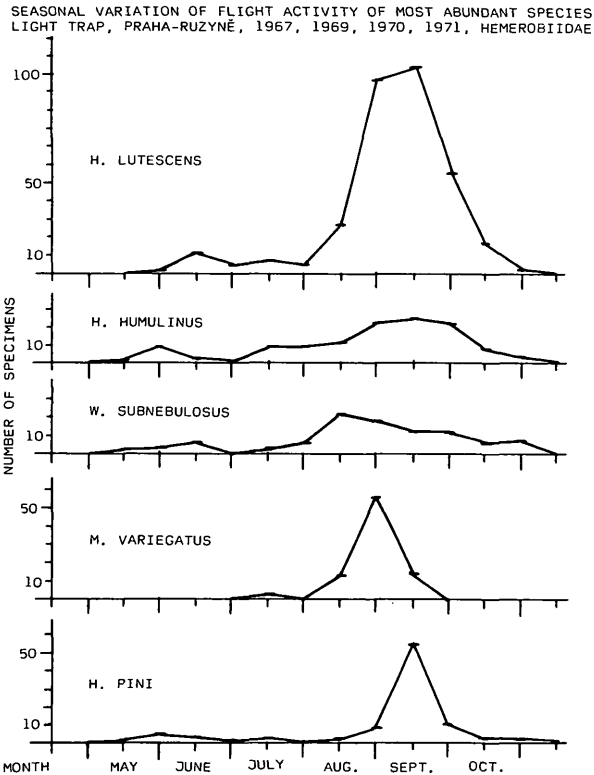 SEASONAL VARIATION OF FLIGHT ACTIVITY OF MOST ABUNDANT SPECIES
LIGHT TRAP, PRAHA-RUZYNĚ, 1967, 1969, 1970, 1971, HEMEROBIIDAE
NUMBER OF SPECIMENS
100
H. LUTESCENS
50
10
H. HUMULINUS
10
W. SUBNEBULOSUS
10
50
M. VARIEGATUS
10
50
H. PINI
10
MONTH MAY JUNE JULY AUG. SEPT. OCT.